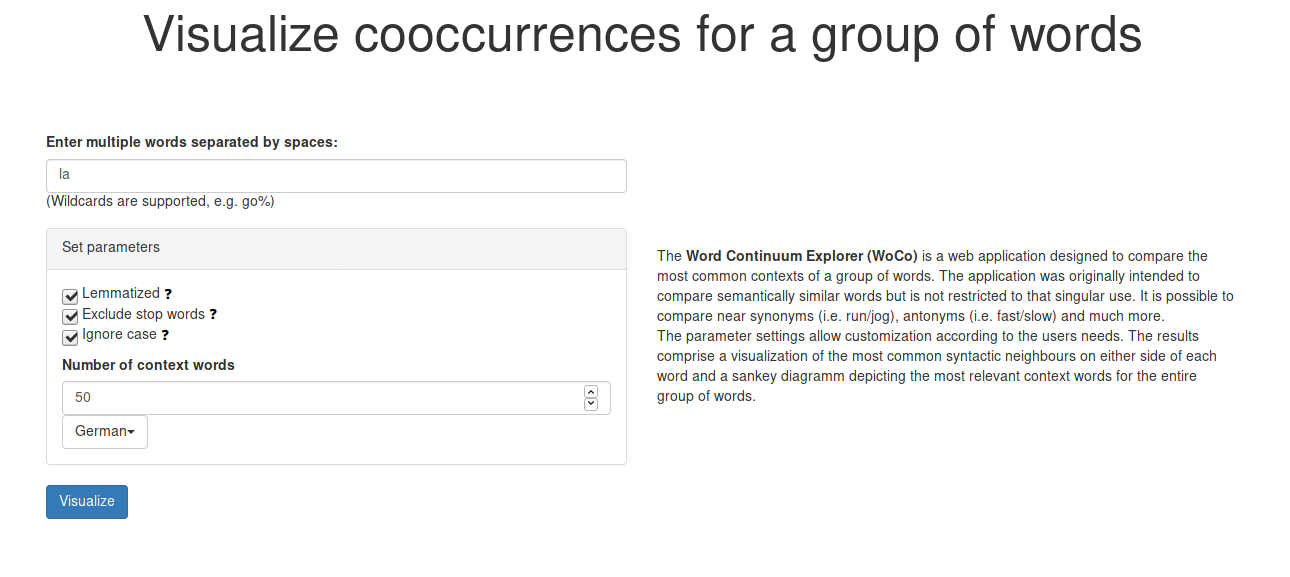 Visualize cooccurrences for a group of words
Enter multiple words separated by spaces:
la
(Wildcards are supported, e.g. go%)
Set parameters
Lemmatized ?
Exclude stop words ?
Ignore case ?
Number of context words
50
German
Visualize
The Word Continuum Explorer (WoCo) is a web application designed to compare the
most common contexts of a group of words. The application was originally intended to
compare semantically similar words but is not restricted to that singular use. It is possible to
compare near synonyms (i.e. run/jog), antonyms (i.e. fast/slow) and much more.
The parameter settings allow customization according to the users needs. The results
comprise a visualization of the most common syntactic neighbours on either side of each
word and a sankey diagramm depicting the most relevant context words for the entire
group of words.